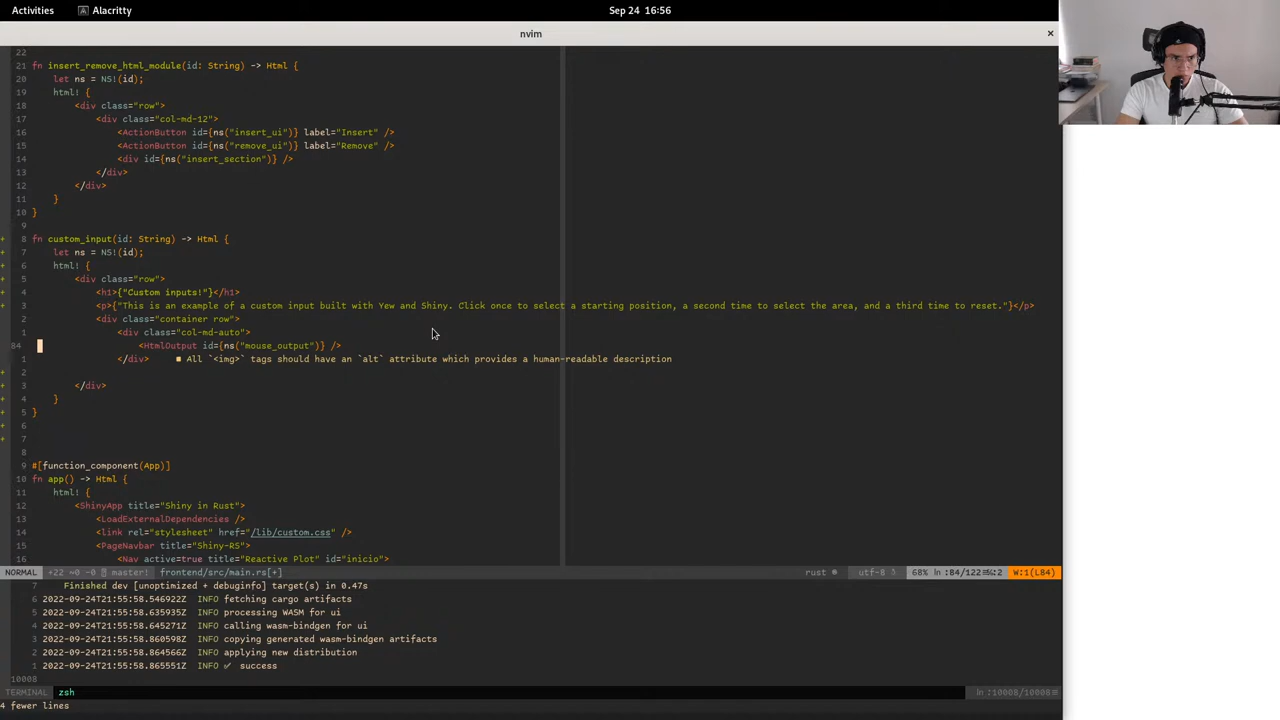 Activities Alacritty Sep 24 16:56
nvim ×
22
21 fn insert_remove_html_module(id: String) -> Html {
20 let ns = NS!(id);
19 html! {
18 <div class="row">
17 <div class="col-md-12">
16 <ActionButton id={ns("insert_ui")} label="Insert" />
15 <ActionButton id={ns("remove_ui")} label="Remove" />
14 <div id={ns("insert_section")} />
13 </div>
12 </div>
11 }
10 }
9
+ 8 fn custom_input(id: String) -> Html {
+ 7 let ns = NS!(id);
+ 6 html! {
+ 5 <div class="row">
+ 4 <h1>{"Custom inputs!"}</h1>
+ 3 <p>{"This is an example of a custom input built with Yew and Shiny. Click once to select a starting position, a second time to select the area, and a third time to reset."}</p>
2 <div class="container row">
1 <div class="col-md-auto">
84 <HtmlOutput id={ns("mouse_output")} />
1 </div> ■ All `<img>` tags should have an `alt` attribute which provides a human-readable description
+ 2
+ 3 </div>
+ 4 }
+ 5 }
+ 6
+ 7
8
9 #[function_component(App)]
10 fn app() -> Html {
11 html! {
12 <ShinyApp title="Shiny in Rust">
13 <LoadExternalDependencies />
14 <link rel="stylesheet" href="/lib/custom.css" />
15 <PageNavbar title="Shiny-RS">
16 <Nav active=true title="Reactive Plot" id="inicio">
NORMAL +22 ~0 -0 master! frontend/src/main.rs[+] rust utf-8 68% ln :84/122 :2 W:1(L84)
7 Finished dev [unoptimized + debuginfo] target(s) in 0.47s
6 2022-09-24T21:55:58.546922Z INFO fetching cargo artifacts
5 2022-09-24T21:55:58.635935Z INFO processing WASM for ui
4 2022-09-24T21:55:58.645271Z INFO calling wasm-bindgen for ui
3 2022-09-24T21:55:58.860598Z INFO copying generated wasm-bindgen artifacts
2 2022-09-24T21:55:58.864566Z INFO applying new distribution
1 2022-09-24T21:55:58.865551Z INFO ✓ success
10008
TERMINAL zsh ln :10008/10008
4 fewer lines